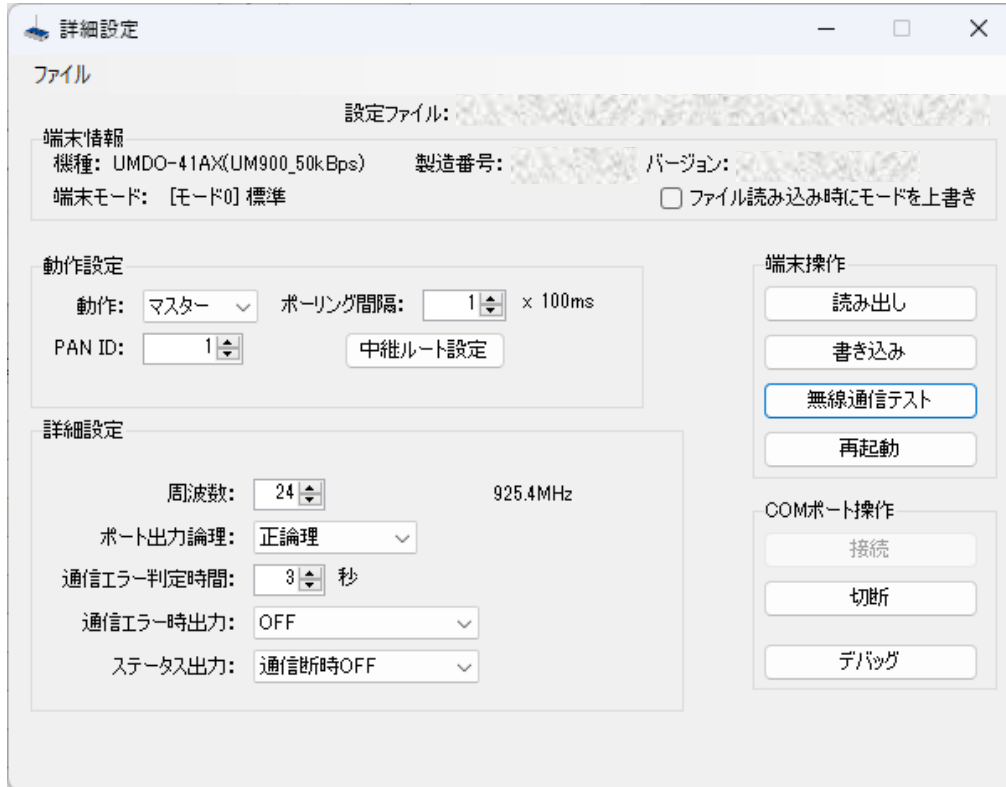 詳細設定
ファイル
設定ファイル:
端末情報
機種: UMDO-41AX(UM900_50kBps) 製造番号: バージョン:
端末モード: [モード0] 標準 ファイル読み込み時にモードを上書き
動作設定
動作: マスター ポーリング間隔: 1 x 100ms
PAN ID: 1 中継ルート設定
端末操作
読み出し
書き込み
無線通信テスト
再起動
詳細設定
周波数: 24 925.4MHz
ポート出力論理: 正論理
通信エラー判定時間: 3 秒
通信エラー時出力: OFF
ステータス出力: 通信断時OFF
COMポート操作
接続
切断
デバッグ